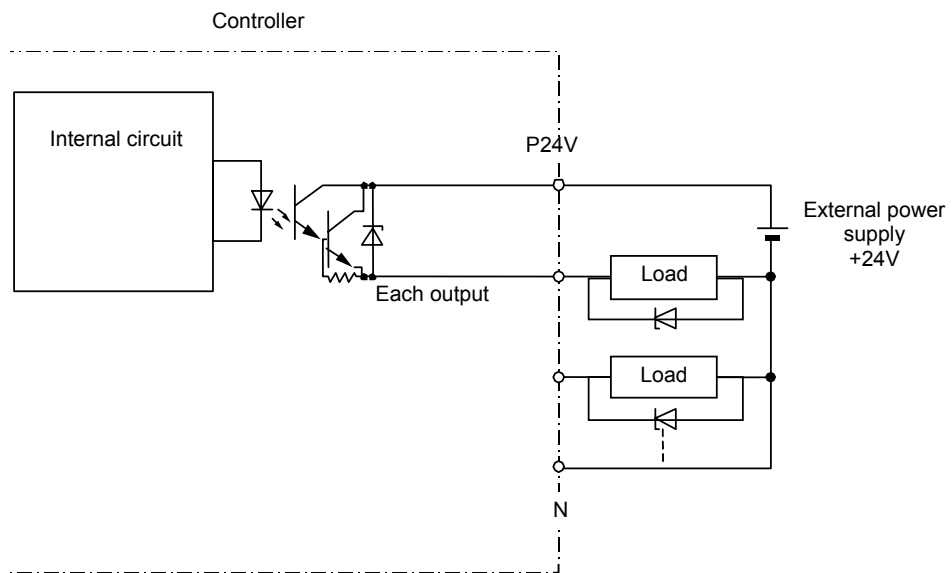 Controller
Internal circuit
P24V
External power
supply
+24V
Load
Each output
Load
N